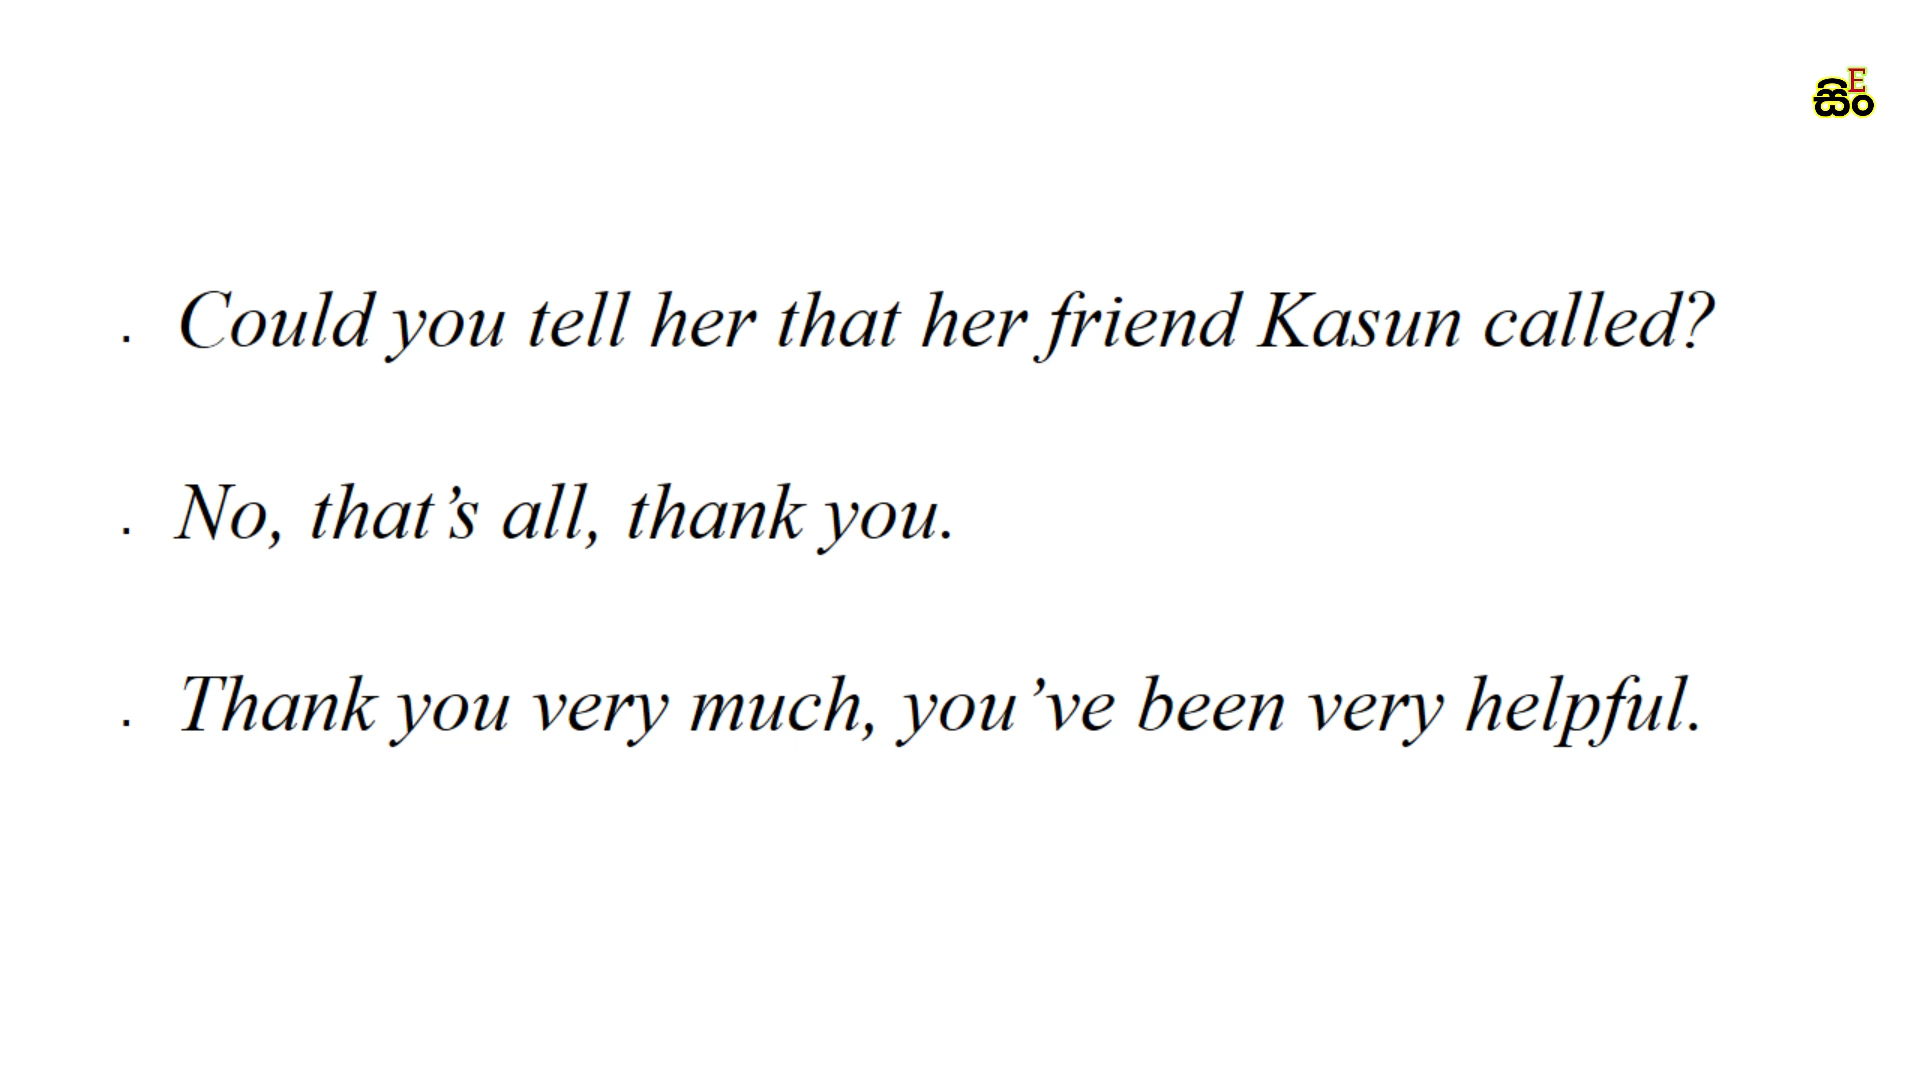 E
සිං
. Could you tell her that her friend Kasun called?
. No, that’s all, thank you.
. Thank you very much, you’ve been very helpful.